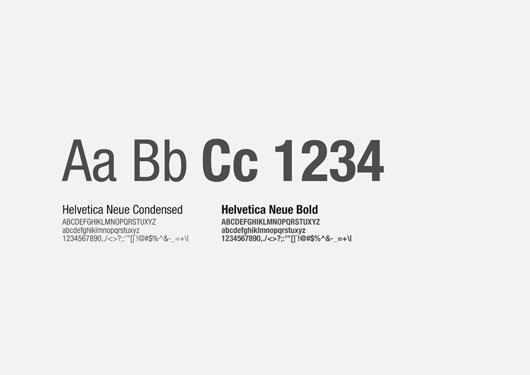 Aa Bb Cc 1234
Helvetica Neue Condensed
ABCDEFGHIKLMNOPQRSTUXYZ
abcdefghiklmnopqrstuxyz
1234567890,./<>?;:'"[]`!@#$%^&-_=+\|
Helvetica Neue Bold
ABCDEFGHIKLMNOPQRSTUXYZ
abcdefghiklmnopqrstuxyz
1234567890,./<>?;:'"[]`!@#$%^&-_=+\|